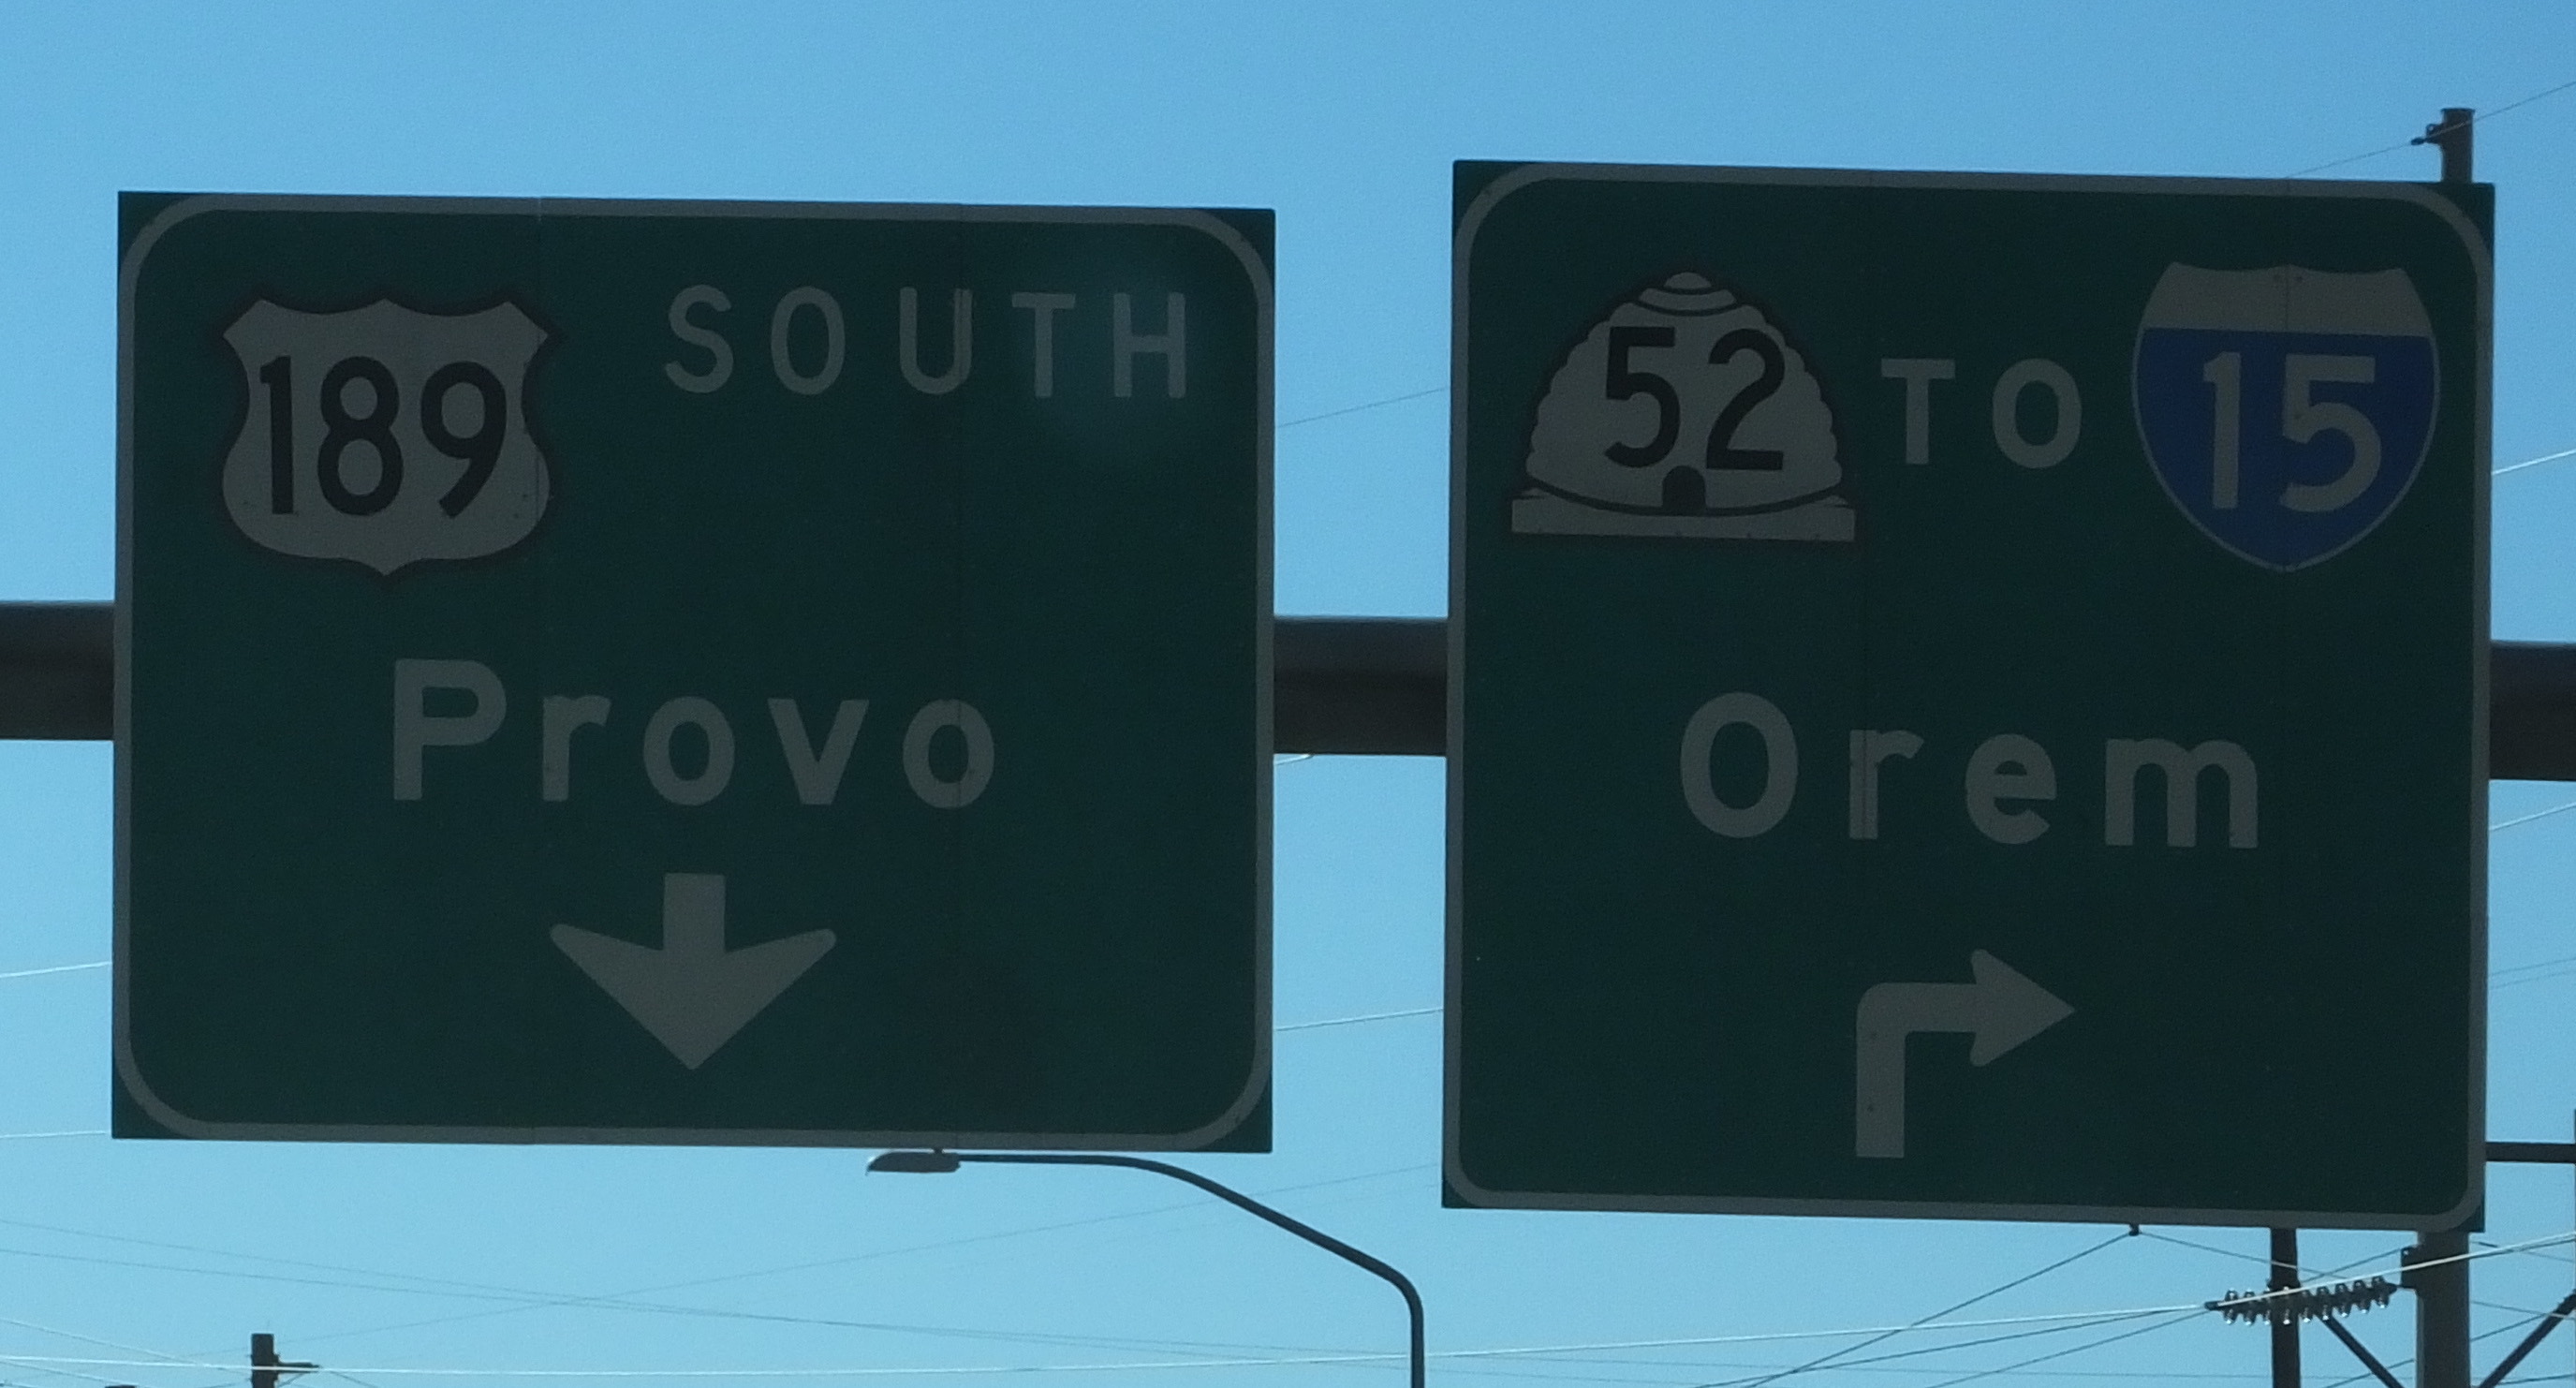 189 SOUTH
Provo
52 TO 15
Orem